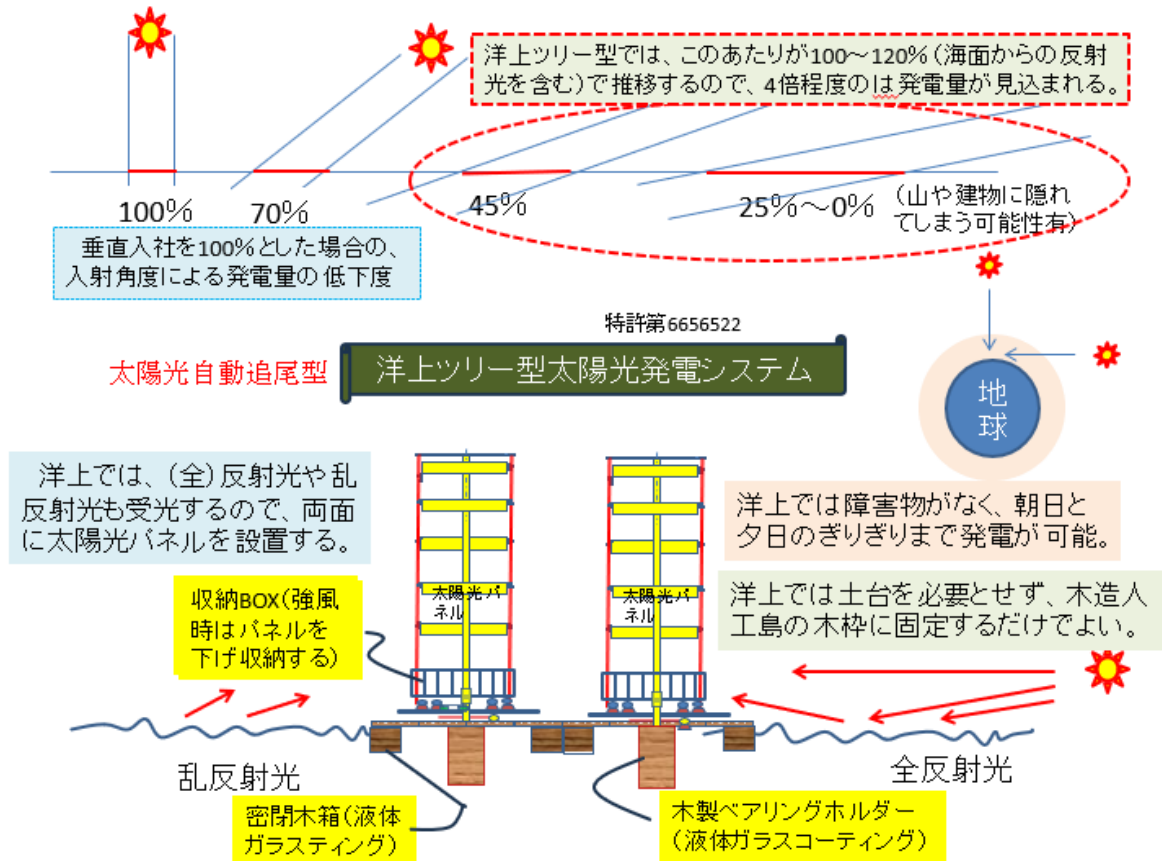 洋上ツリー型では、このあたりが100～120％（海面からの反射
光を含む）で推移するので、4倍程度のは発電量が見込まれる。
100%
70%
45%
25%～0%
（山や建物に隠れ
てしまう可能性有）
垂直入社を100％とした場合の、
入射角度による発電量の低下度
特許第6656522
太陽光自動追尾型
洋上ツリー型太陽光発電システム
地
球
洋上では、（全）反射光や乱
反射光も受光するので、両面
に太陽光パネルを設置する。
洋上では障害物がなく、朝日と
夕日のぎりぎりまで発電が可能。
収納BOX（強風
時はパネルを
下げ収納する）
太陽光パ
ネル
太陽光パ
ネル
洋上では土台を必要とせず、木造人
工島の木枠に固定するだけでよい。
乱反射光
全反射光
密閉木箱（液体
ガラスティング）
木製ベアリングホルダー
（液体ガラスコーティング）